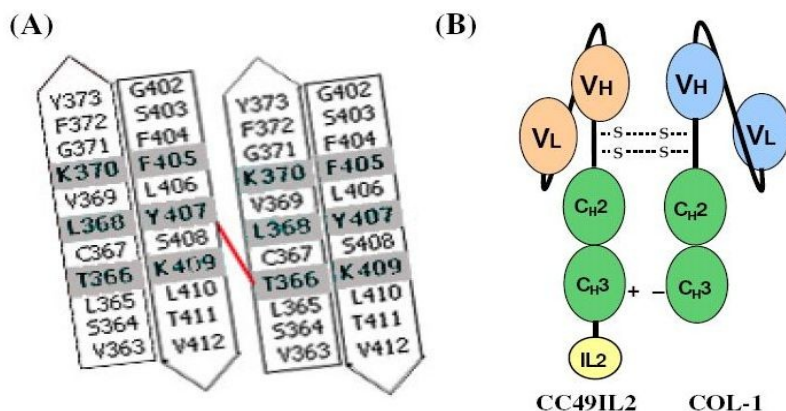 (A)
Y373
F372
G371
K370
V369
L368
C367
T366
L365
S364
V363
G402
S403
F404
F405
L406
Y407
S408
K409
L410
T411
V412
Y373
F372
G371
K370
V369
L368
C367
T366
L365
S364
V363
G402
S403
F404
F405
L406
Y407
S408
K409
L410
T411
V412
(B)
VH VH
VL VL
S S
S S
CH2 CH2
CH3 + – CH3
IL2
CC49IL2 COL-1